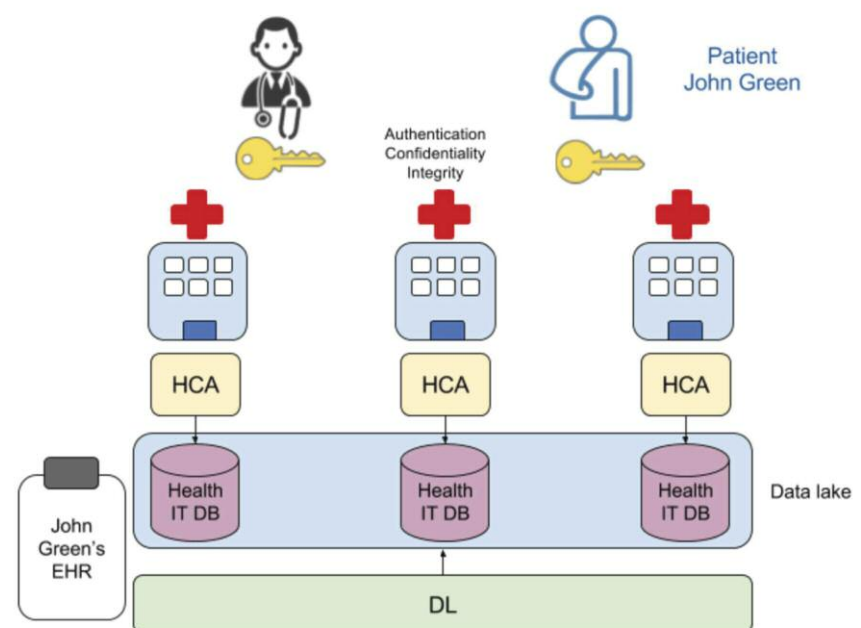 Patient
John Green
Authentication
Confidentiality
Integrity
HCA
HCA
HCA
Health
IT DB
Health
IT DB
Health
IT DB
Data lake
John
Green's
EHR
DL